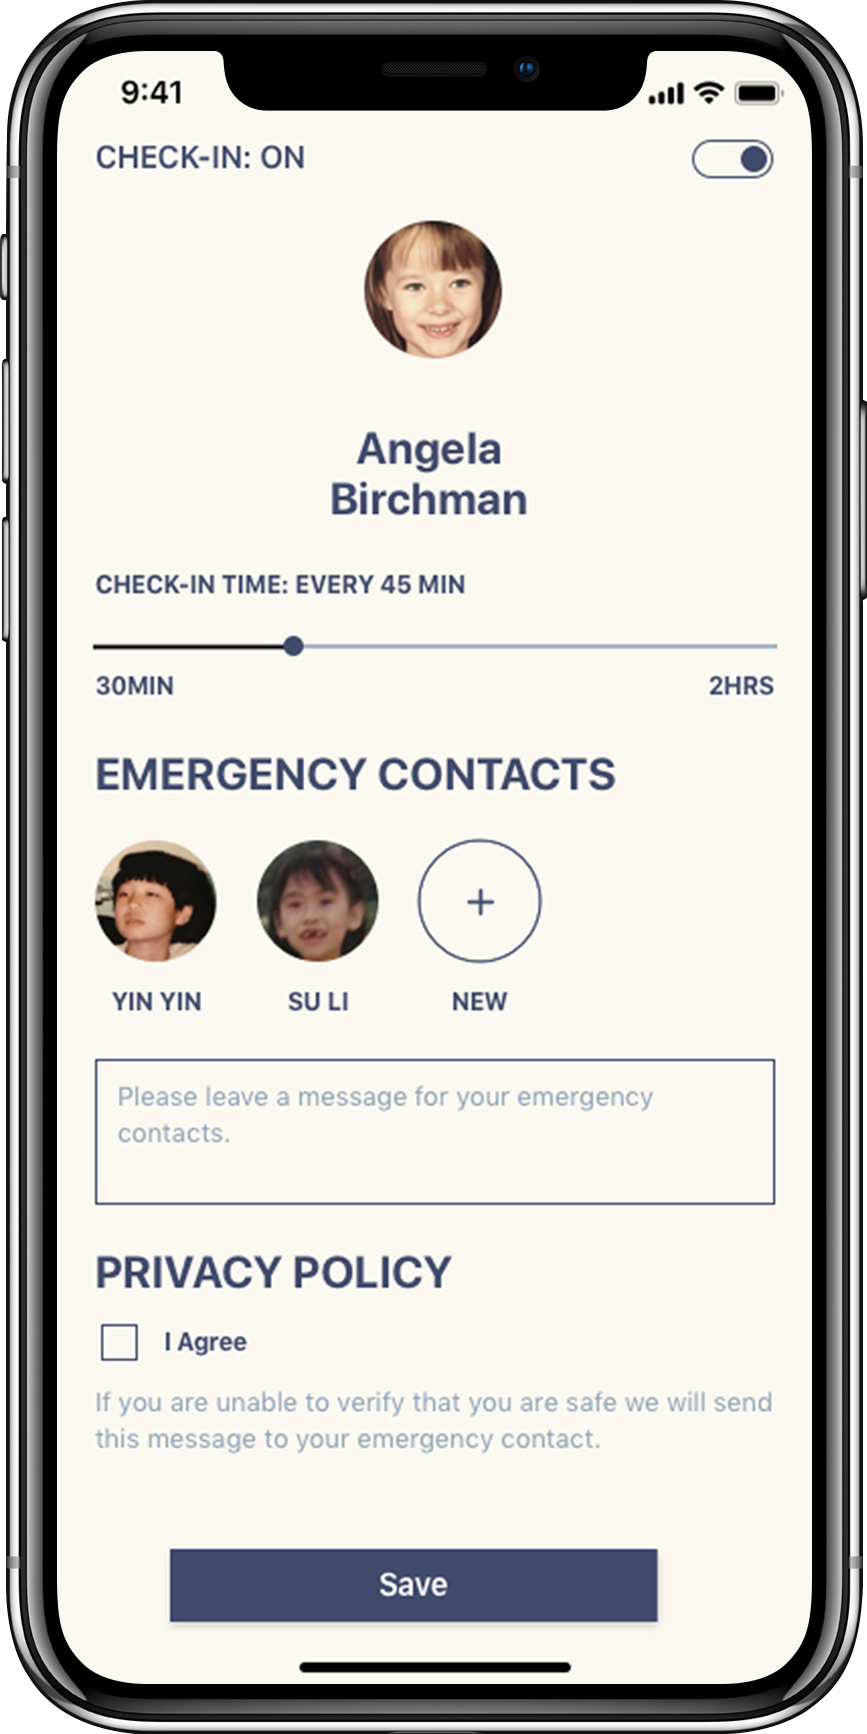 9:41
CHECK-IN: ON
Angela
Birchman
CHECK-IN TIME: EVERY 45 MIN
30MIN 2HRS
EMERGENCY CONTACTS
YIN YIN SU LI NEW
Please leave a message for your emergency
contacts.
PRIVACY POLICY
I Agree
If you are unable to verify that you are safe we will send
this message to your emergency contact.
Save